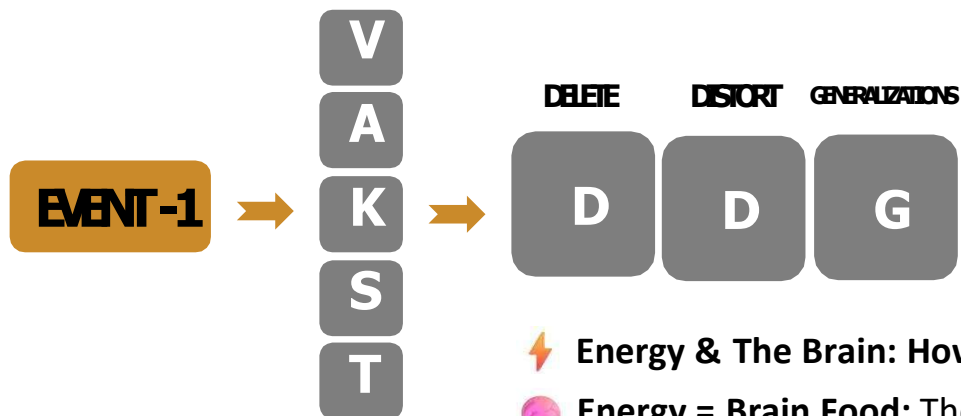 EVENT-1
V
A
K
S
T
DELETE DISTORT GENERALIZATIONS
D D G
Energy & The Brain: How
Energy = Brain Food: The